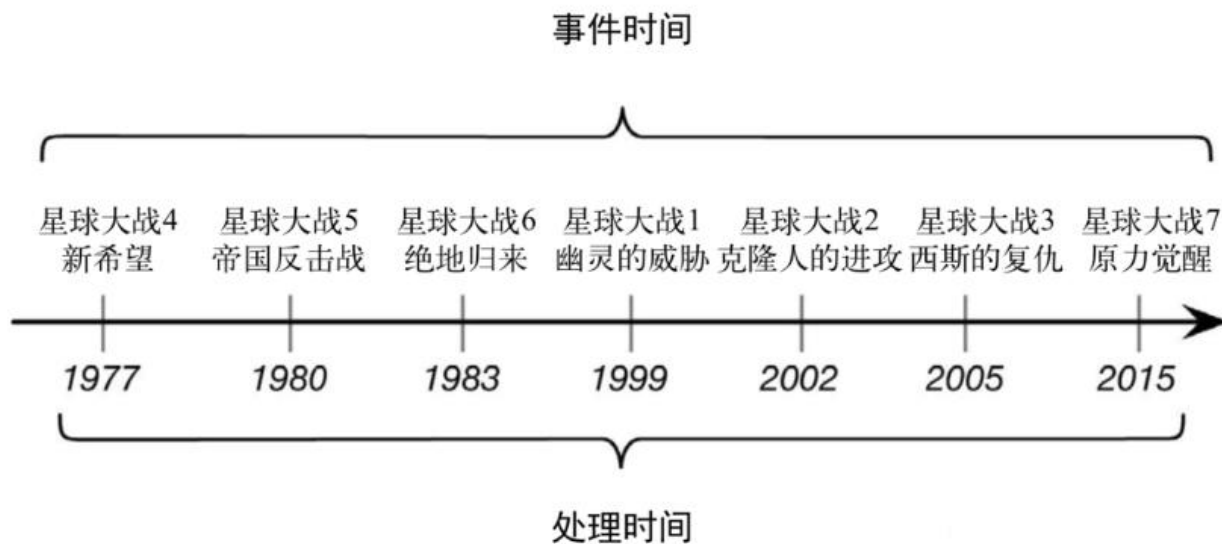 事件时间
星球大战4 星球大战5 星球大战6 星球大战1 星球大战2 星球大战3 星球大战7
新希望 帝国反击战 绝地归来 幽灵的威胁 克隆人的进攻 西斯的复仇 原力觉醒
1977 1980 1983 1999 2002 2005 2015
处理时间